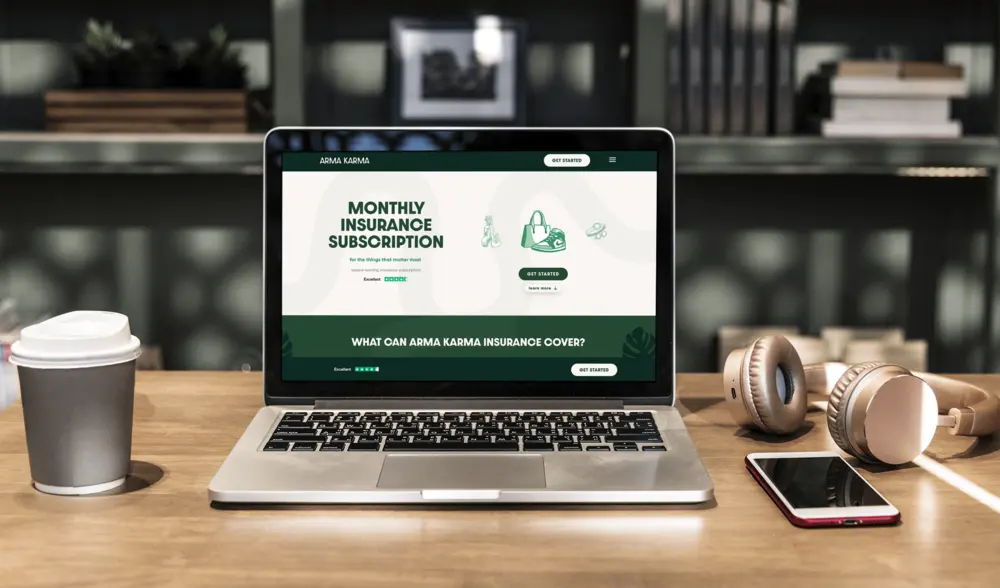 ARMA KARMA
GET STARTED
MONTHLY
INSURANCE
SUBSCRIPTION
for the things that matter most
Excellent
GET STARTED
learn more ↓
WHAT CAN ARMA KARMA INSURANCE COVER?
Excellent
GET STARTED